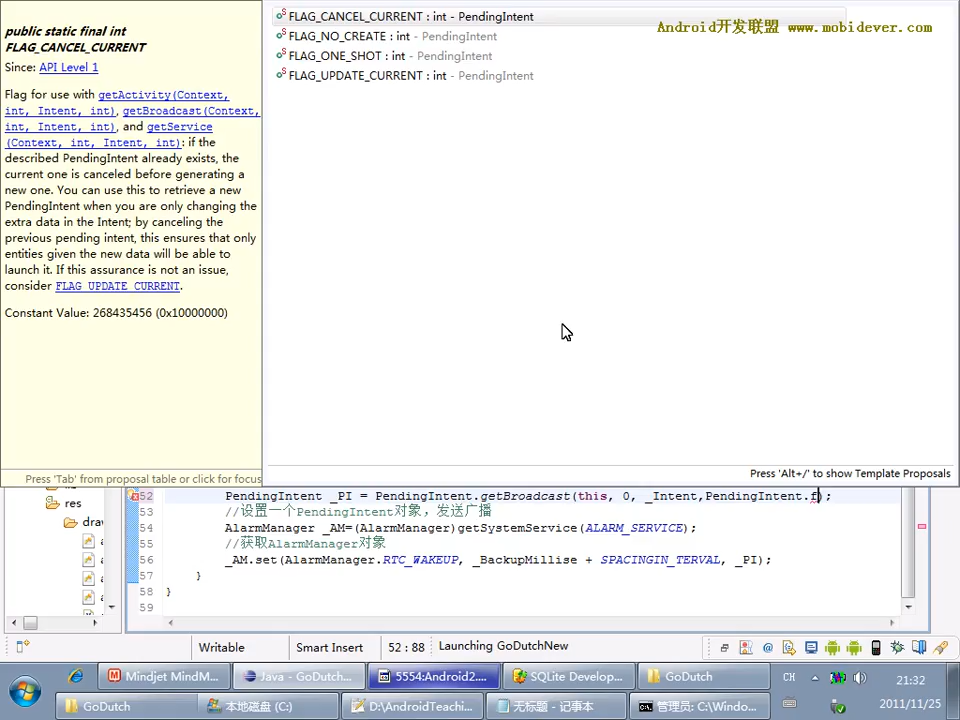 public static final int
FLAG_CANCEL_CURRENT
Since: API Level 1
Flag for use with getActivity(Context,
int, Intent, int), getBroadcast(Context,
int, Intent, int), and getService
(Context, int, Intent, int): if the
described PendingIntent already exists, the
current one is canceled before generating a
new one. You can use this to retrieve a new
PendingIntent when you are only changing the
extra data in the Intent; by canceling the
previous pending intent, this ensures that only
entities given the new data will be able to
launch it. If this assurance is not an issue,
consider FLAG_UPDATE_CURRENT.
Constant Value: 268435456 (0x10000000)
Press 'Tab' from proposal table or click for focus
FLAG_CANCEL_CURRENT : int - PendingIntent
FLAG_NO_CREATE : int - PendingIntent
FLAG_ONE_SHOT : int - PendingIntent
FLAG_UPDATE_CURRENT : int - PendingIntent
Android开发联盟 www.mobidever.com
Press 'Alt+/' to show Template Proposals
res
drav
52 PendingIntent _PI = PendingIntent.getBroadcast(this, 0, _Intent,PendingIntent.f);
53 //设置一个PendingIntent对象，发送广播
54 AlarmManager _AM=(AlarmManager)getSystemService(ALARM_SERVICE);
55 //获取AlarmManager对象
56 _AM.set(AlarmManager.RTC_WAKEUP, _BackupMillise + SPACINGIN_TERVAL, _PI);
57 }
58 }
59
Writable Smart Insert 52 : 88 Launching GoDutchNew
Mindjet MindM... Java - GoDutch... 5554:Android2.... SQLite Develop... GoDutch CH 21:32
GoDutch 本地磁盘 (C:) D:\AndroidTeachi... 无标题 - 记事本 管理员: C:\Windo... 2011/11/25